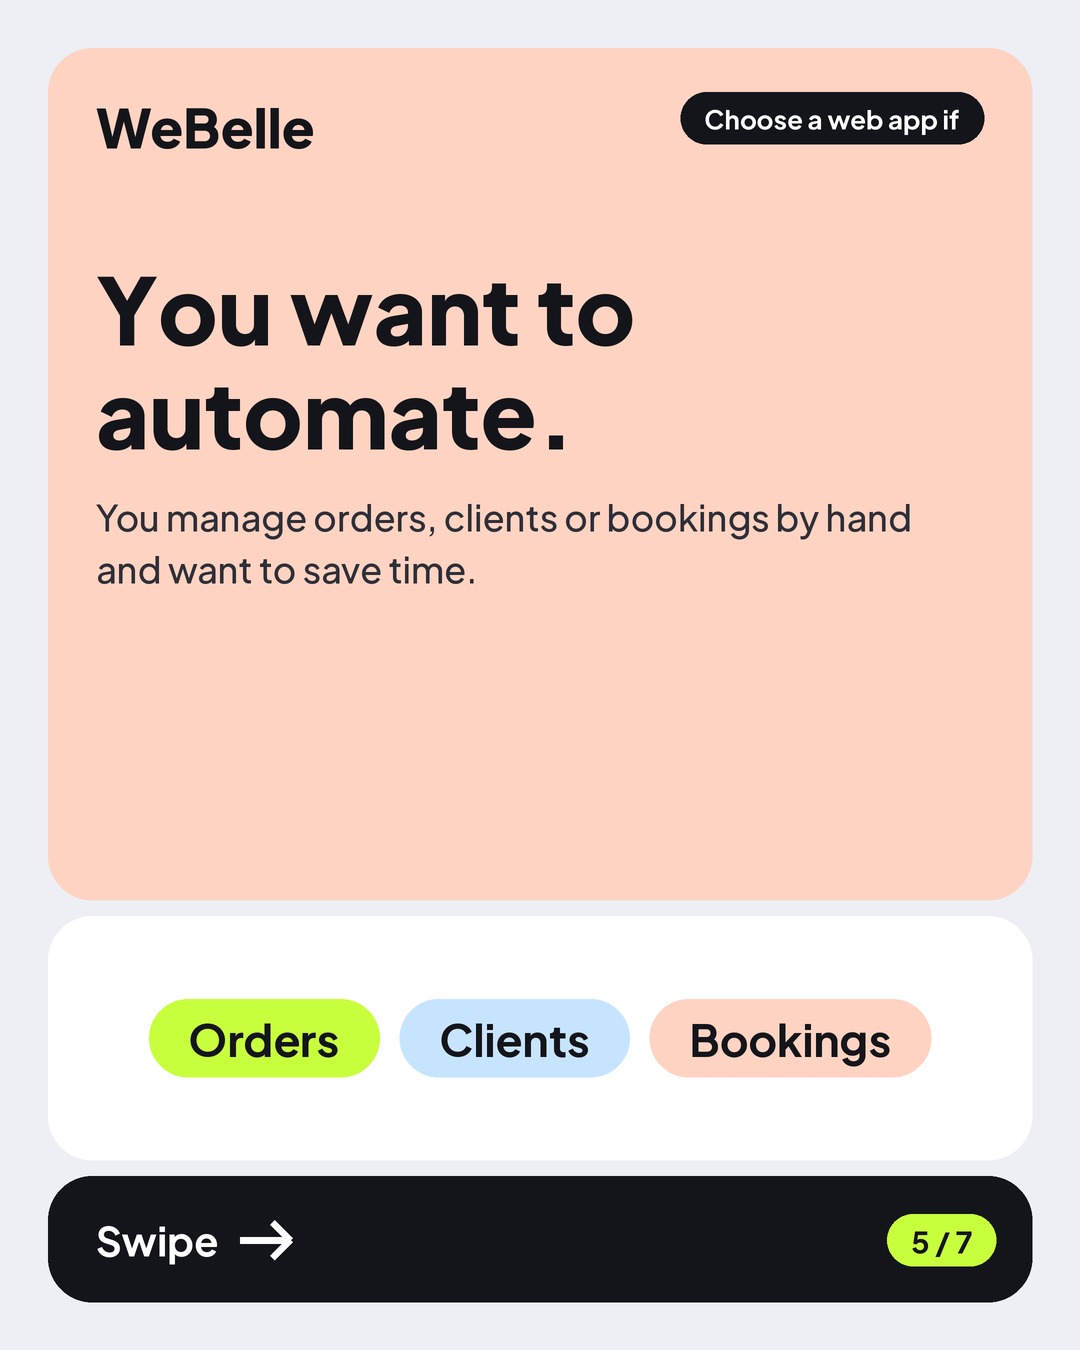 WeBelle
Choose a web app if
You want to
automate.
You manage orders, clients or bookings by hand
and want to save time.
Orders
Clients
Bookings
Swipe →
5 / 7